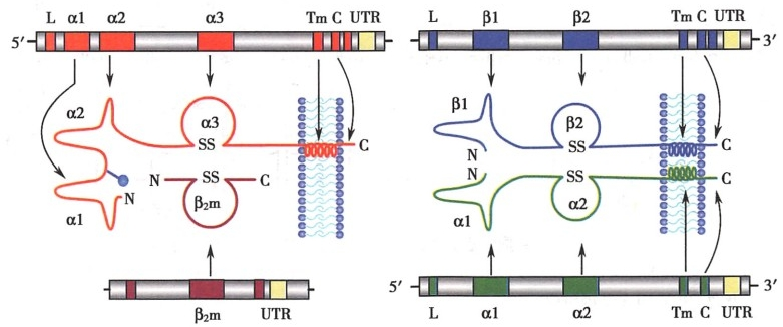 L α1 α2 α3 Tm C UTR
5′
α2
α3
SS
C
N SS C
N
α1
β₂m
β₂m UTR
L β1 β2 Tm C UTR
3′
β1
β2
N SS C
N SS C
α1
α2
5′ 3′
L α1 α2 Tm C UTR